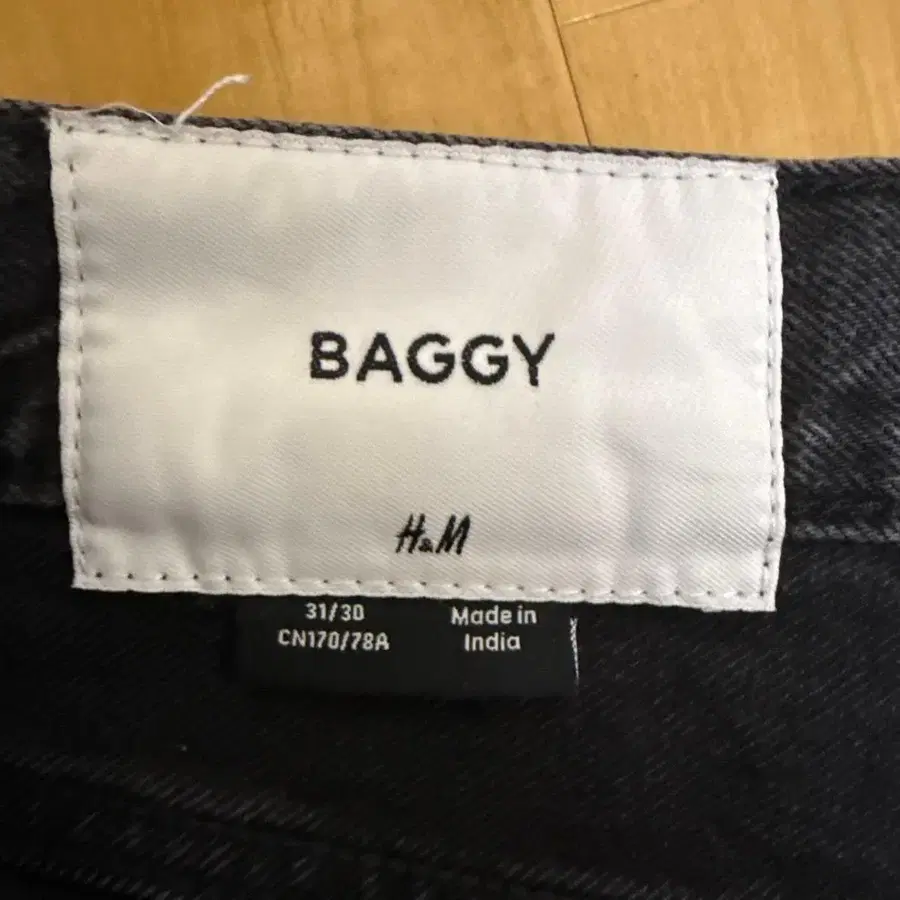 BAGGY
H&M
31/30
CN170/78A
Made in
India